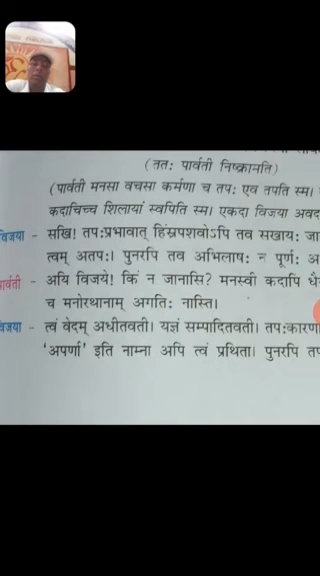 (ततः पार्वती निष्क्रामति)
(पार्वती मनसा वचसा कर्मणा च तपः एव तपति स्म।
कदाचिच्च शिलायां स्वपिति स्म। एकदा विजया अवद
विजया - सखि! तपःप्रभावात् हिंस्रपशवोऽपि तव सखायः जा
त्वम् अतपः। पुनरपि तव अभिलाषः न पूर्णः अ
पार्वती - अयि विजये! किं न जानासि? मनस्वी कदापि धै
च मनोरथानाम् अगतिः नास्ति।
विजया - त्वं वेदम् अधीतवती। यज्ञं सम्पादितवती। तपःकारणा
'अपर्णा' इति नाम्ना अपि त्वं प्रथिता। पुनरपि तप